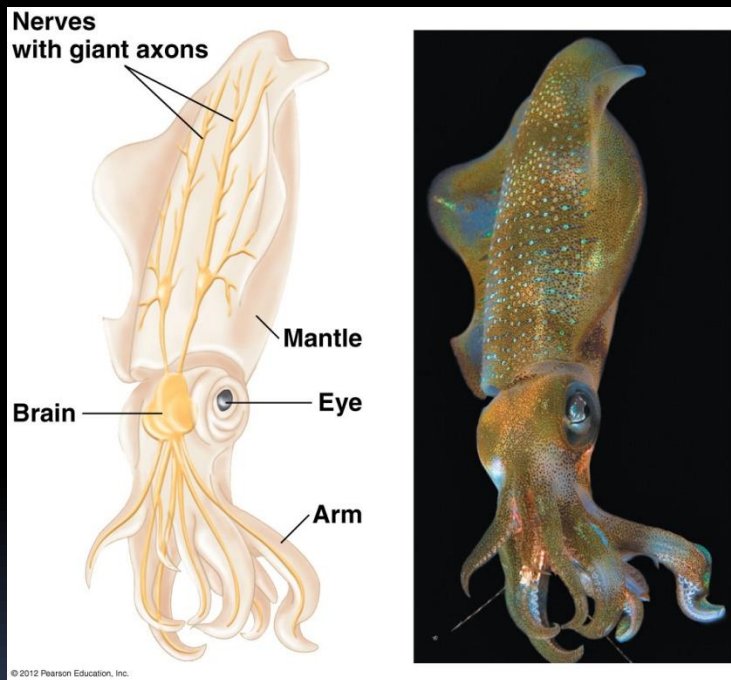 Nerves
with giant axons
Mantle
Eye
Brain
Arm
© 2012 Pearson Education, Inc.